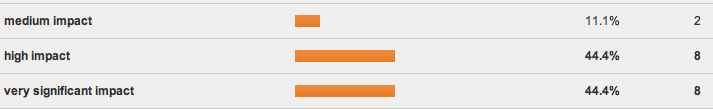 medium impact 11.1% 2
high impact 44.4% 8
very significant impact 44.4% 8